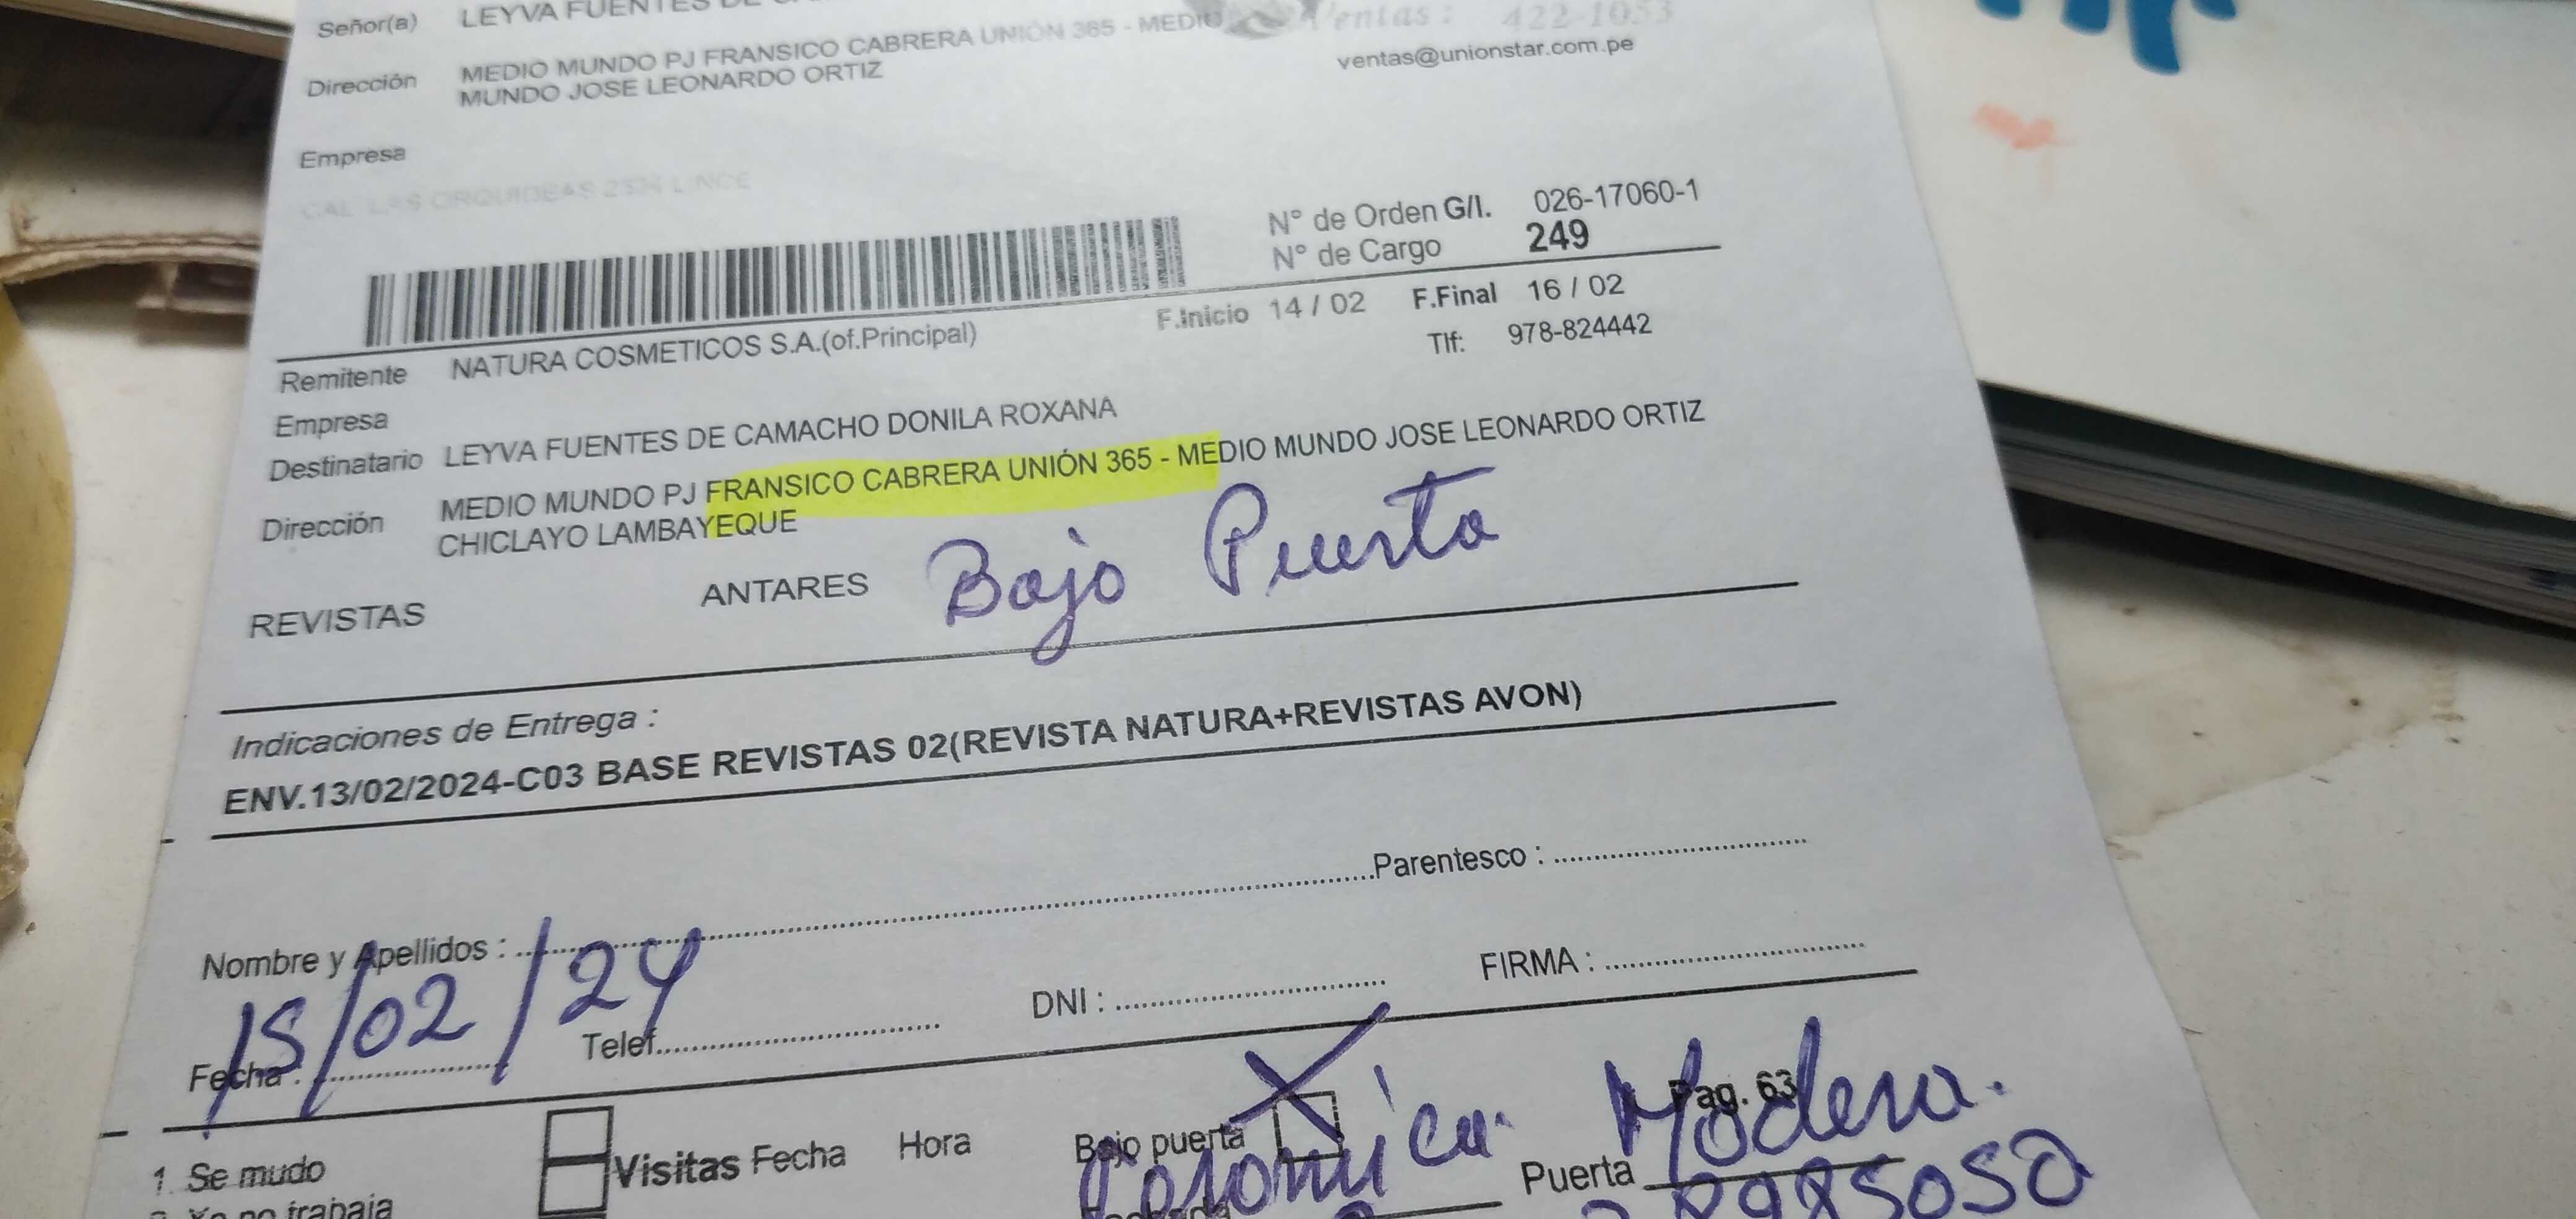 Señor(a) LEYVA FUENTES DE
Ventas: 422-1053
Dirección MEDIO MUNDO PJ FRANSICO CABRERA UNIÓN 365 - MEDIO
MUNDO JOSE LEONARDO ORTIZ
ventas@unionstar.com.pe
Empresa
N° de Orden G/I. 026-17060-1
N° de Cargo 249
F.Inicio 14 / 02 F.Final 16 / 02
Remitente NATURA COSMETICOS S.A.(of.Principal) Tlf: 978-824442
Empresa
Destinatario LEYVA FUENTES DE CAMACHO DONILA ROXANA
Dirección MEDIO MUNDO PJ FRANSICO CABRERA UNIÓN 365 - MEDIO MUNDO JOSE LEONARDO ORTIZ
CHICLAYO LAMBAYEQUE
REVISTAS ANTARES Bajo Puerta
Indicaciones de Entrega :
ENV.13/02/2024-C03 BASE REVISTAS 02(REVISTA NATURA+REVISTAS AVON)
Nombre y Apellidos : Parentesco :
Fecha : 15/02/24 Telef. DNI : FIRMA :
Pag. 63
1. Se mudo Visitas Fecha Hora Bajo puerta Puerta Madera.